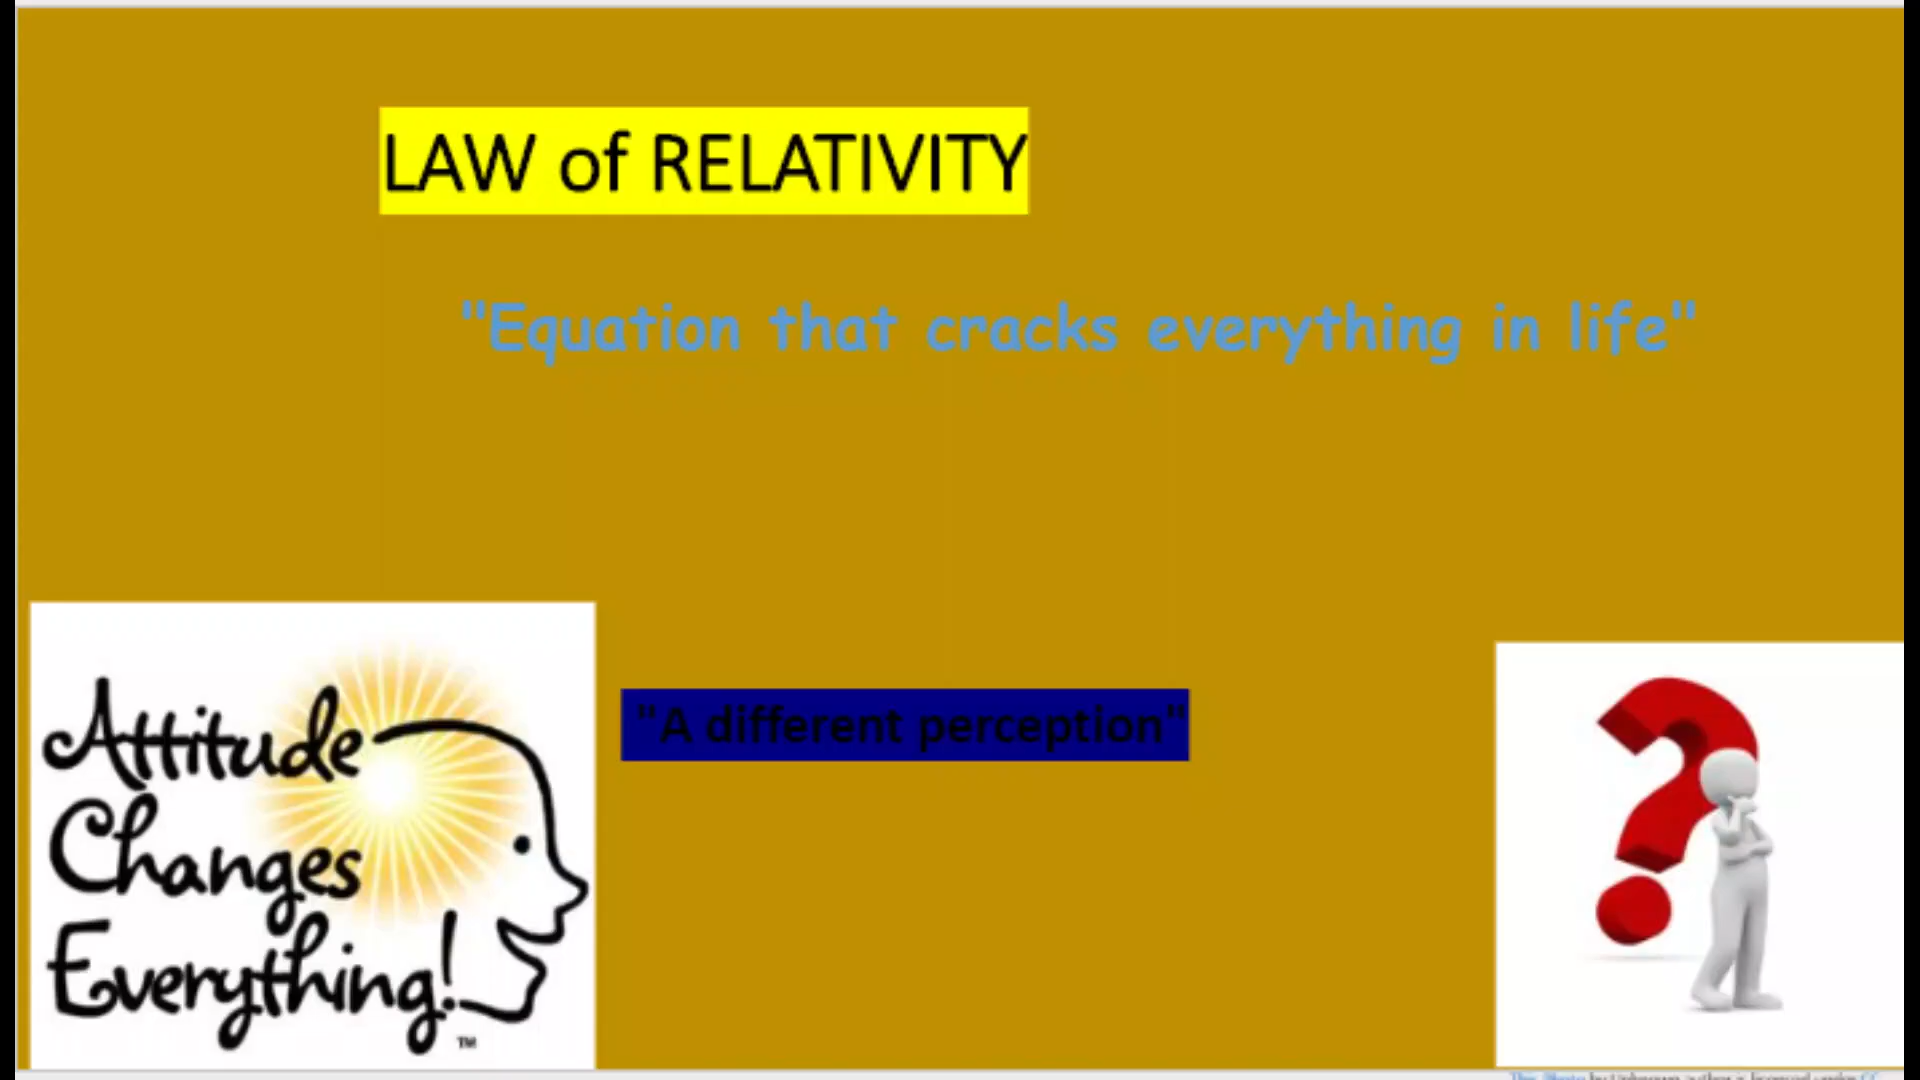 LAW of RELATIVITY
"Equation that cracks everything in life"
"A different perception"
Attitude
Changes
Everything!
TM